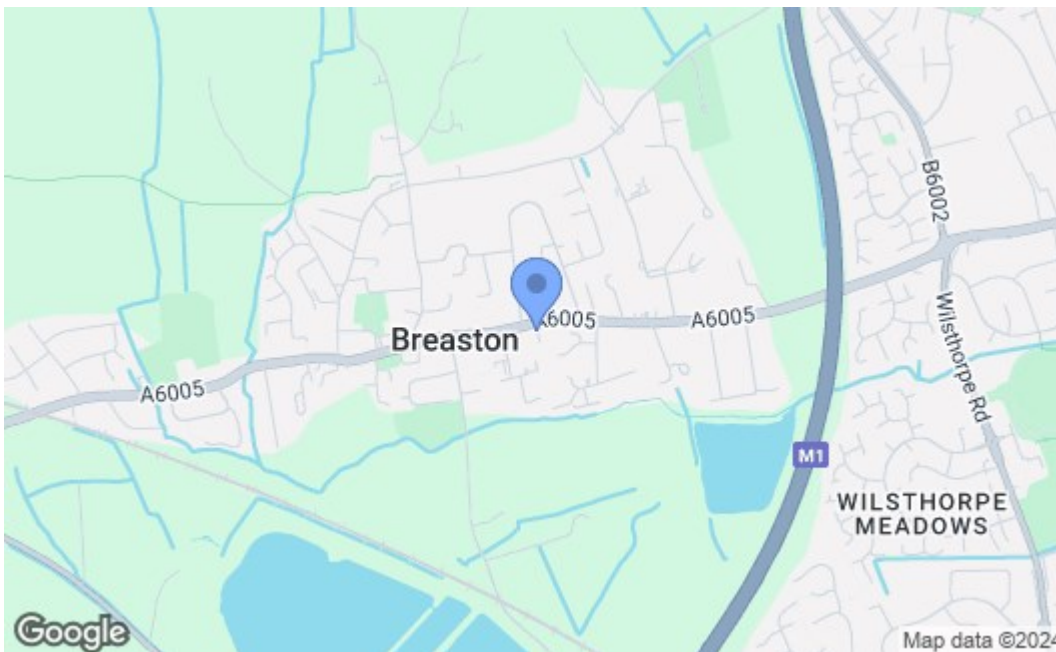 B6002
A6005
A6005
Breaston
A6005
Wilsthorpe Rd
M1
WILSTHORPE
MEADOWS
Google
Map data ©2024